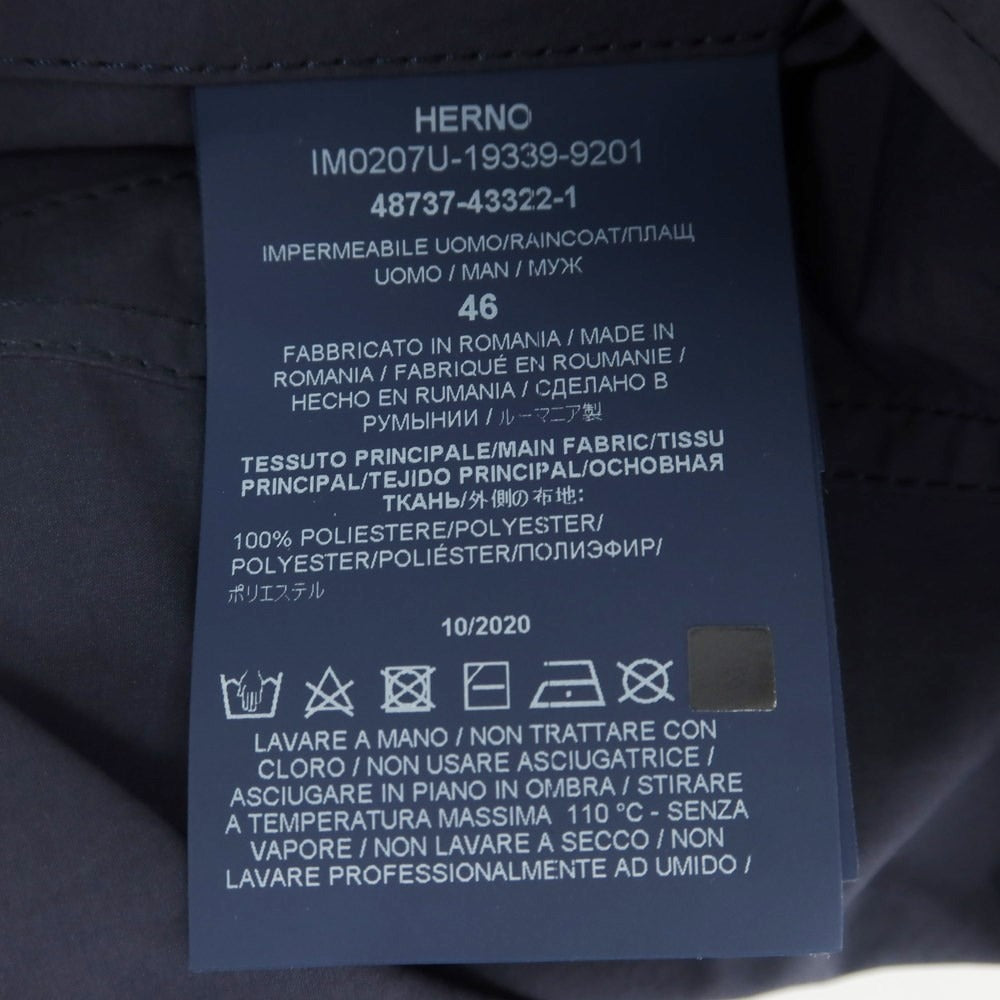 HERNO
IM0207U-19339-9201
48737-43322-1
IMPERMEABILE UOMO/RAINCOAT/ПЛАЩ
UOMO / MAN / МУЖ
46
FABBRICATO IN ROMANIA / MADE IN
ROMANIA / FABRIQUÉ EN ROUMANIE /
HECHO EN RUMANIA / СДЕЛАНО В
РУМЫНИИ / ルーマニア製
TESSUTO PRINCIPALE/MAIN FABRIC/TISSU
PRINCIPAL/TEJIDO PRINCIPAL/ОСНОВНАЯ
ТКАНЬ/外側の布地:
100% POLIESTERE/POLYESTER/
POLYESTER/POLIÉSTER/ПОЛИЭФИР/
ポリエステル
10/2020
LAVARE A MANO / NON TRATTARE CON
CLORO / NON USARE ASCIUGATRICE /
ASCIUGARE IN PIANO IN OMBRA / STIRARE
A TEMPERATURA MASSIMA 110 °C - SENZA
VAPORE / NON LAVARE A SECCO / NON
LAVARE PROFESSIONALMENTE AD UMIDO /